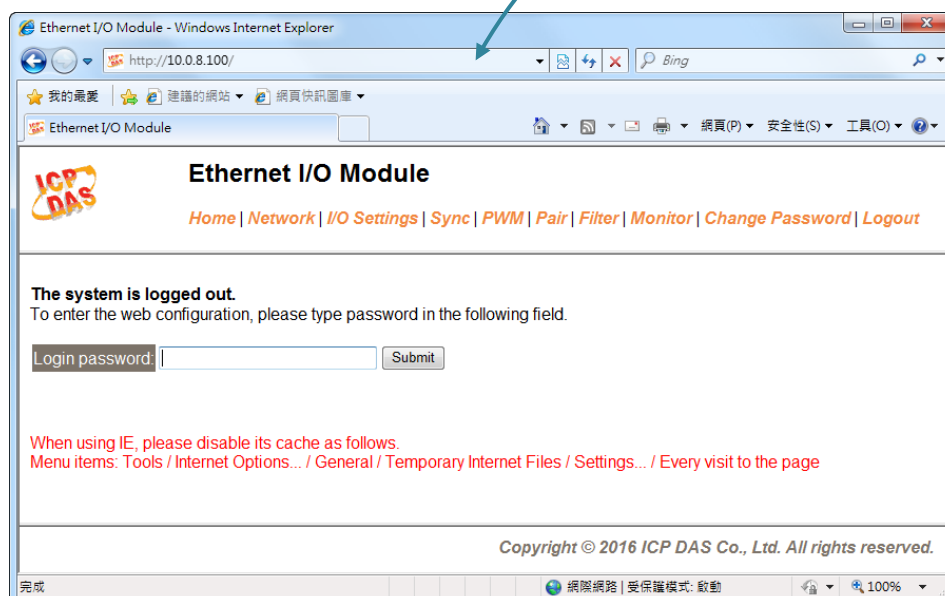 Ethernet I/O Module - Windows Internet Explorer
http://10.0.8.100/
Bing
我的最愛 建議的網站 網頁快訊圖庫
Ethernet I/O Module 網頁(P) 安全性(S) 工具(O)
ICP DAS
Ethernet I/O Module
Home | Network | I/O Settings | Sync | PWM | Pair | Filter | Monitor | Change Password | Logout
The system is logged out.
To enter the web configuration, please type password in the following field.
Login password: Submit
When using IE, please disable its cache as follows.
Menu items: Tools / Internet Options... / General / Temporary Internet Files / Settings... / Every visit to the page
Copyright © 2016 ICP DAS Co., Ltd. All rights reserved.
完成 網際網路 | 受保護模式: 啟動 100%